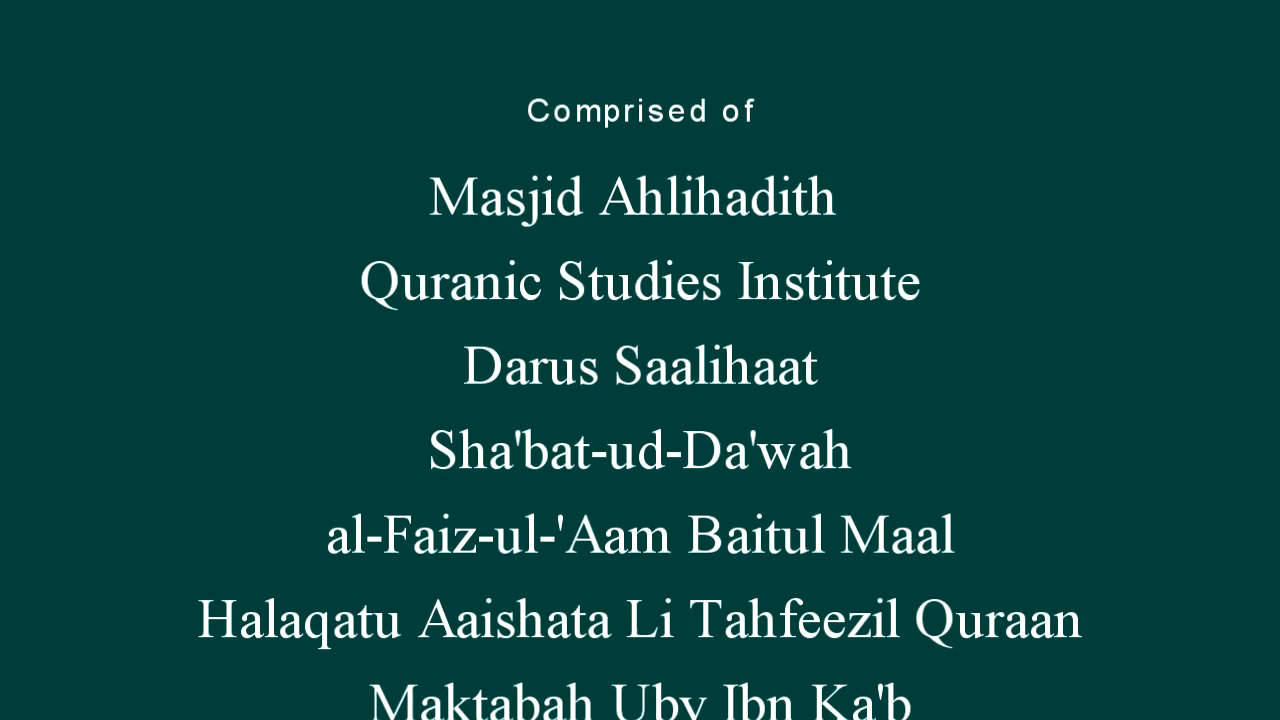 Comprised of
Masjid Ahlihadith
Quranic Studies Institute
Darus Saalihaat
Sha'bat-ud-Da'wah
al-Faiz-ul-'Aam Baitul Maal
Halaqatu Aaishata Li Tahfeezil Quraan
Maktabah Uby Ibn Ka'b